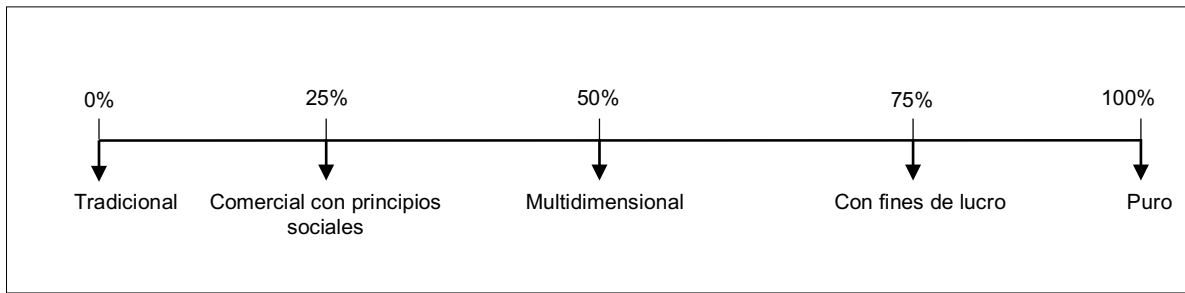 0% 25% 50% 75% 100%
Tradicional Comercial con principios Multidimensional Con fines de lucro Puro
sociales